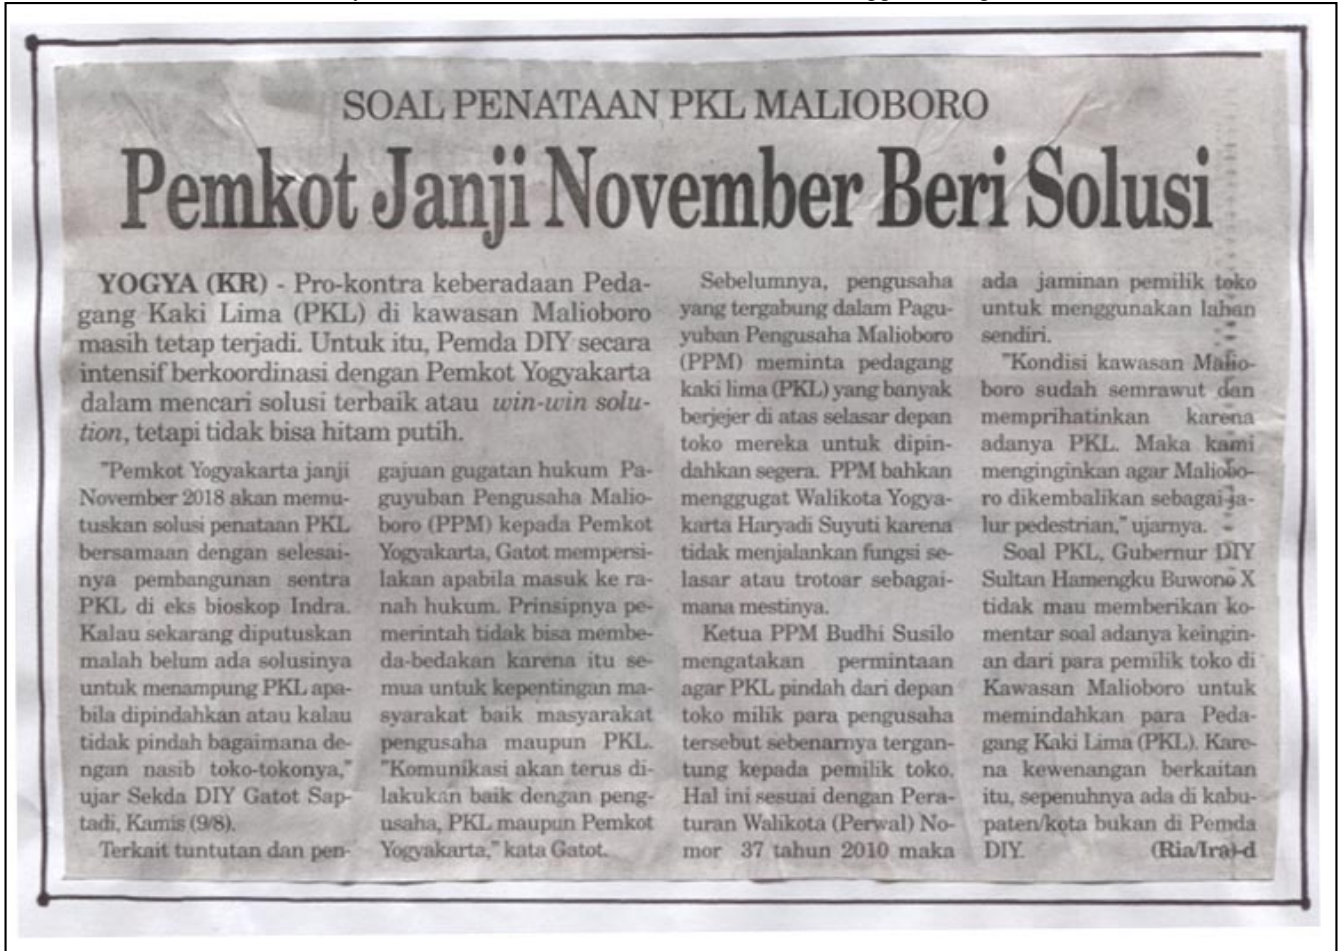 SOAL PENATAAN PKL MALIOBORO
Pemkot Janji November Beri Solusi
YOGYA (KR) - Pro-kontra keberadaan Peda-
gang Kaki Lima (PKL) di kawasan Malioboro
masih tetap terjadi. Untuk itu, Pemda DIY secara
intensif berkoordinasi dengan Pemkot Yogyakarta
dalam mencari solusi terbaik atau win-win solu-
tion, tetapi tidak bisa hitam putih.
"Pemkot Yogyakarta janji
November 2018 akan memu-
tuskan solusi penataan PKL
bersamaan dengan selesai-
nya pembangunan sentra
PKL di eks bioskop Indra.
Kalau sekarang diputuskan
malah belum ada solusinya
untuk menampung PKL apa-
bila dipindahkan atau kalau
tidak pindah bagaimana de-
ngan nasib toko-tokonya,"
ujar Sekda DIY Gatot Sap-
tadi, Kamis (9/8).
Terkait tuntutan dan pen-
gajuan gugatan hukum Pa-
guyuban Pengusaha Malio-
boro (PPM) kepada Pemkot
Yogyakarta, Gatot mempersi-
lakan apabila masuk ke ra-
nah hukum. Prinsipnya pe-
merintah tidak bisa membe-
da-bedakan karena itu se-
mua untuk kepentingan ma-
syarakat baik masyarakat
pengusaha maupun PKL.
"Komunikasi akan terus di-
lakukan baik dengan peng-
usaha, PKL maupun Pemkot
Yogyakarta," kata Gatot.
Sebelumnya, pengusaha
yang tergabung dalam Pagu-
yuban Pengusaha Malioboro
(PPM) meminta pedagang
kaki lima (PKL) yang banyak
berjejer di atas selasar depan
toko mereka untuk dipin-
dahkan segera. PPM bahkan
menggugat Walikota Yogya-
karta Haryadi Suyuti karena
tidak menjalankan fungsi se-
lasar atau trotoar sebagai-
mana mestinya.
Ketua PPM Budhi Susilo
mengatakan permintaan
agar PKL pindah dari depan
toko milik para pengusaha
tersebut sebenarnya tergan-
tung kepada pemilik toko.
Hal ini sesuai dengan Pera-
turan Walikota (Perwal) No-
mor 37 tahun 2010 maka
ada jaminan pemilik toko
untuk menggunakan lahan
sendiri.
"Kondisi kawasan Malio-
boro sudah semrawut dan
memprihatinkan karena
adanya PKL. Maka kami
menginginkan agar Maliobo-
ro dikembalikan sebagai ja-
lur pedestrian," ujarnya.
Soal PKL, Gubernur DIY
Sultan Hamengku Buwono X
tidak mau memberikan ko-
mentar soal adanya keingin-
an dari para pemilik toko di
Kawasan Malioboro untuk
memindahkan para Peda-
gang Kaki Lima (PKL). Kare-
na kewenangan berkaitan
itu, sepenuhnya ada di kabu-
paten/kota bukan di Pemda
DIY. (Ria/Ira)-d